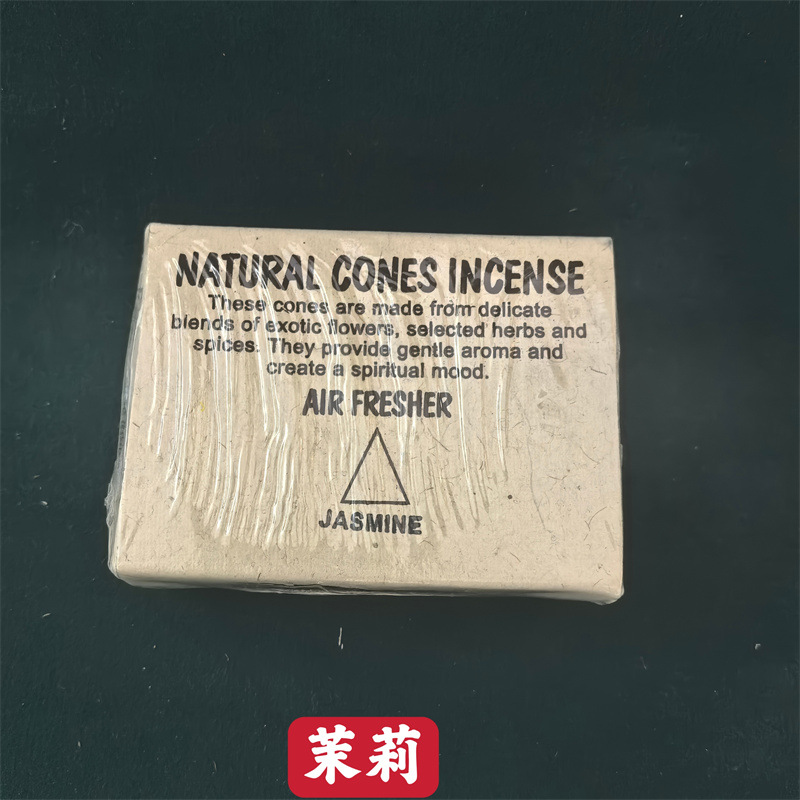 NATURAL CONES INCENSE
These cones are made from delicate
blends of exotic flowers, selected herbs and
spices. They provide gentle aroma and
create a spiritual mood.
AIR FRESHER
JASMINE
茉莉